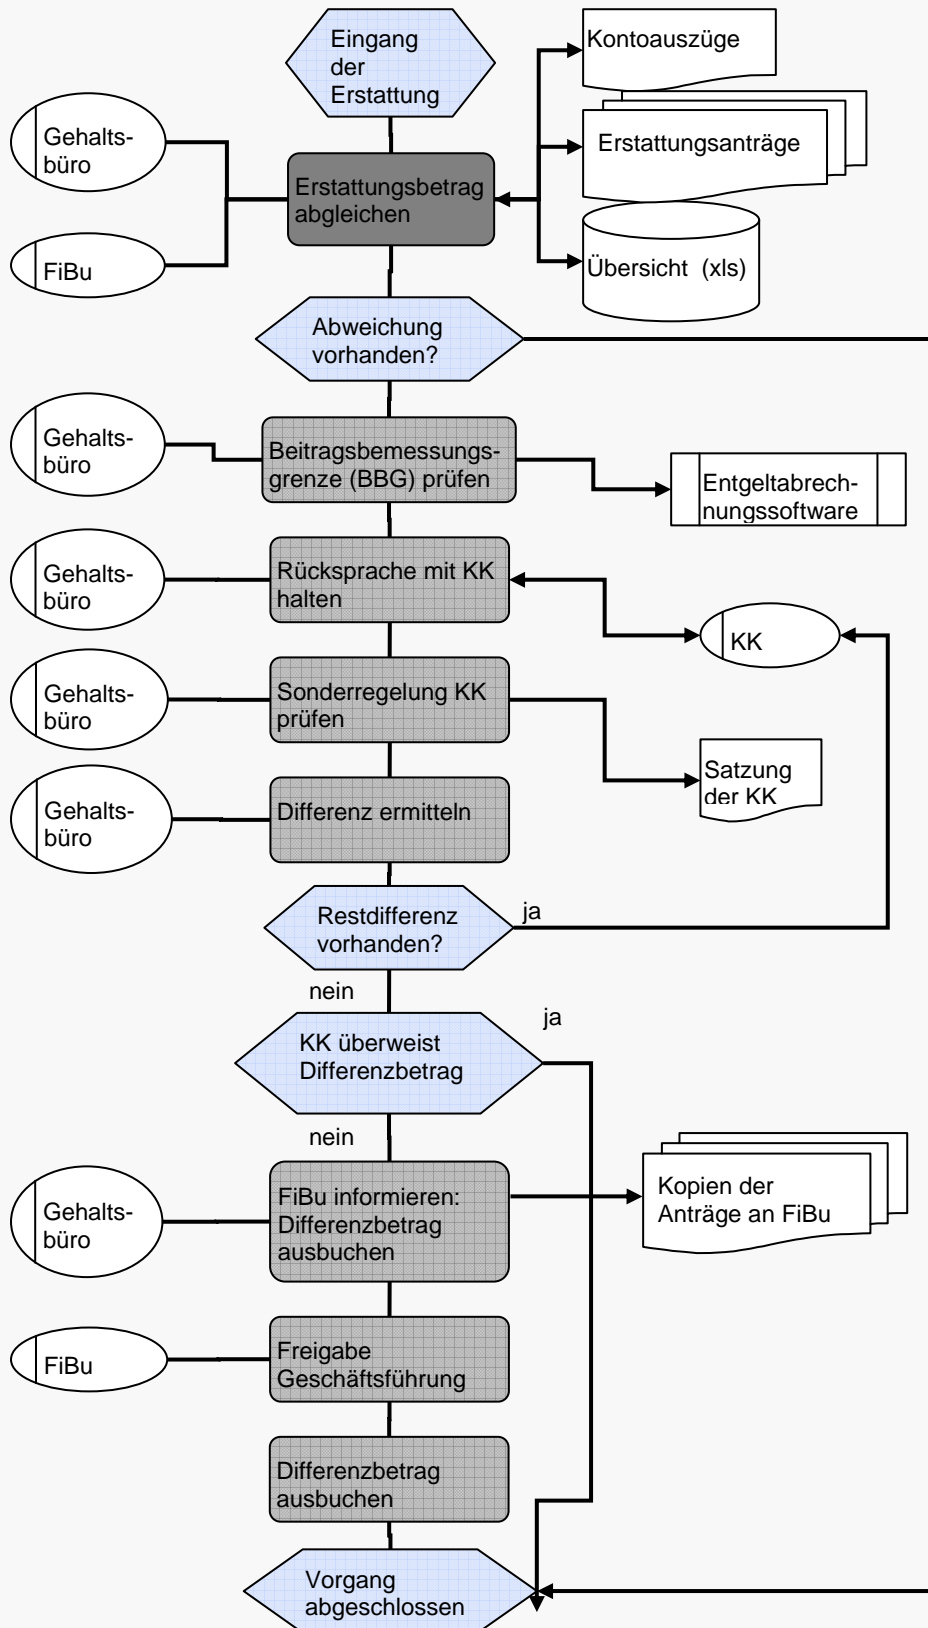 Eingang
der
Erstattung
Kontoauszüge
Gehalts-
büro
Erstattungsanträge
Erstattungsbetrag
abgleichen
FiBu
Übersicht (xls)
Abweichung
vorhanden?
Gehalts-
büro
Beitragsbemessungs-
grenze (BBG) prüfen
Entgeltabrech-
nungssoftware
Gehalts-
büro
Rücksprache mit KK
halten
KK
Gehalts-
büro
Sonderregelung KK
prüfen
Satzung
der KK
Gehalts-
büro
Differenz ermitteln
Restdifferenz
vorhanden?
ja
nein
KK überweist
Differenzbetrag
ja
nein
Gehalts-
büro
FiBu informieren:
Differenzbetrag
ausbuchen
Kopien der
Anträge an FiBu
FiBu
Freigabe
Geschäftsführung
Differenzbetrag
ausbuchen
Vorgang
abgeschlossen